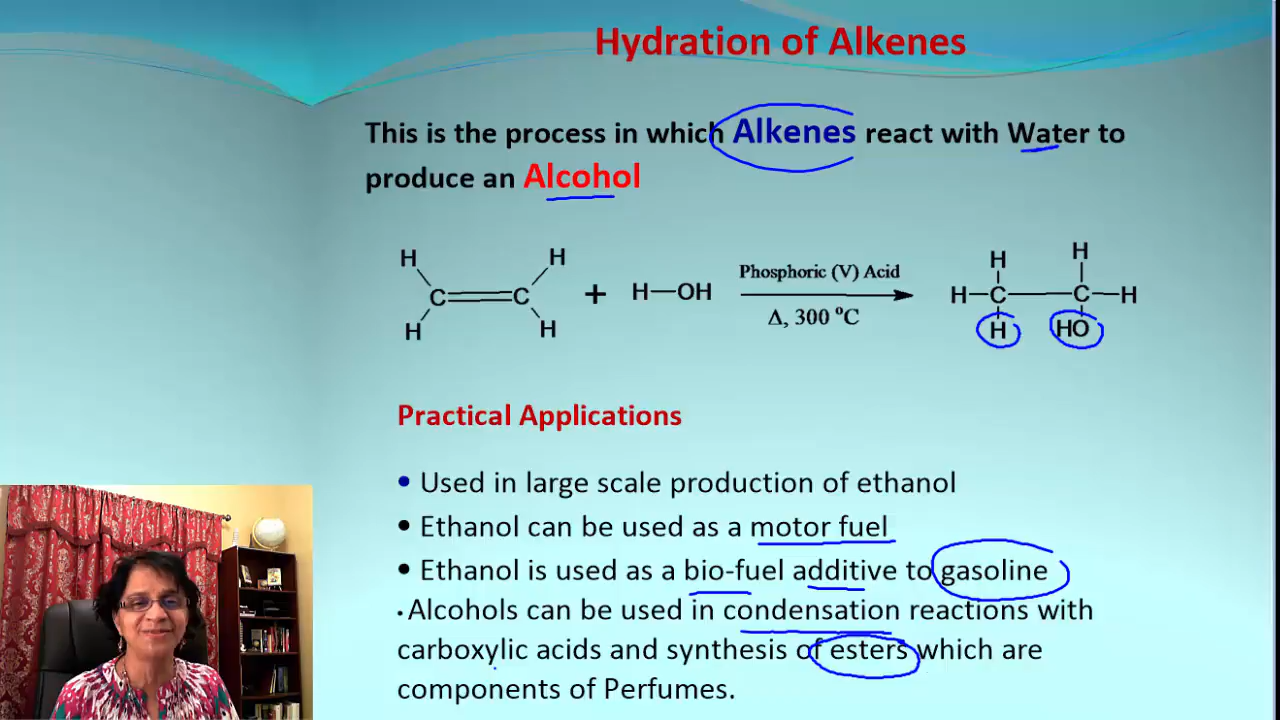 Hydration of Alkenes
This is the process in which Alkenes react with Water to
produce an Alcohol
H H H H
Phosphoric (V) Acid
C C + H—OH H C C H
Δ, 300 ⁰C
H H H HO
Practical Applications
• Used in large scale production of ethanol
• Ethanol can be used as a motor fuel
• Ethanol is used as a bio-fuel additive to gasoline
• Alcohols can be used in condensation reactions with
carboxylic acids and synthesis of esters which are
components of Perfumes.